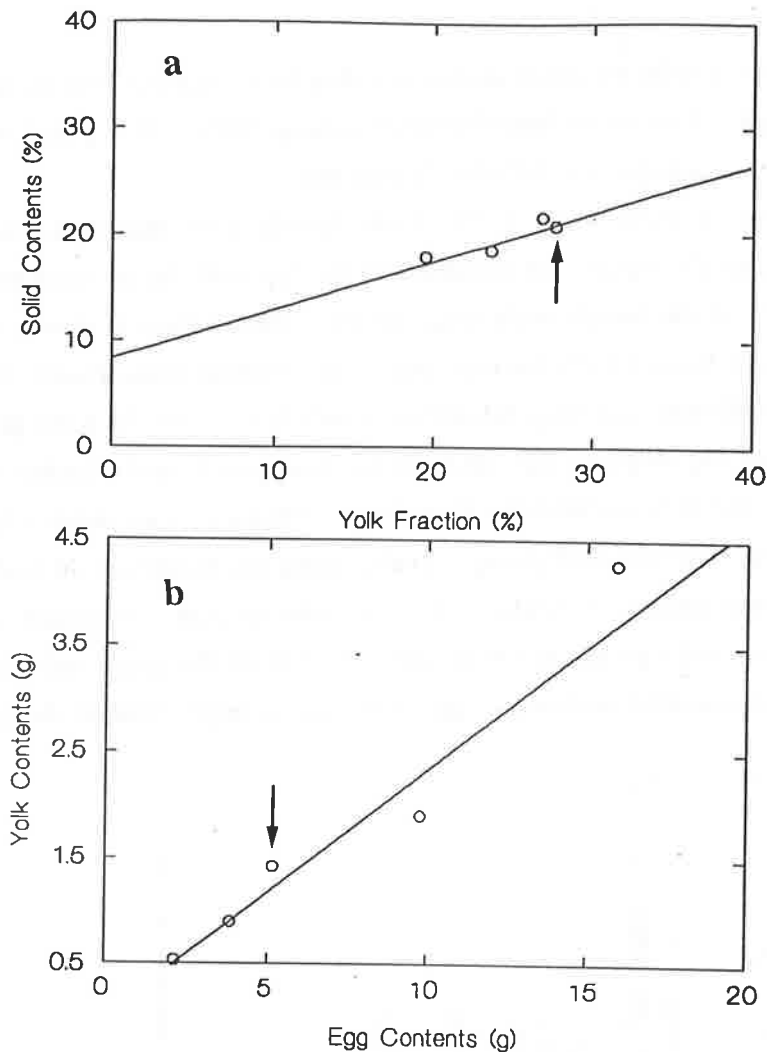 a
40
30
20
10
0
Solid Contents (%)
0 10 20 30 40
Yolk Fraction (%)
b
4.5
3.5
2.5
1.5
0.5
Yolk Contents (g)
0 5 10 15 20
Egg Contents (g)